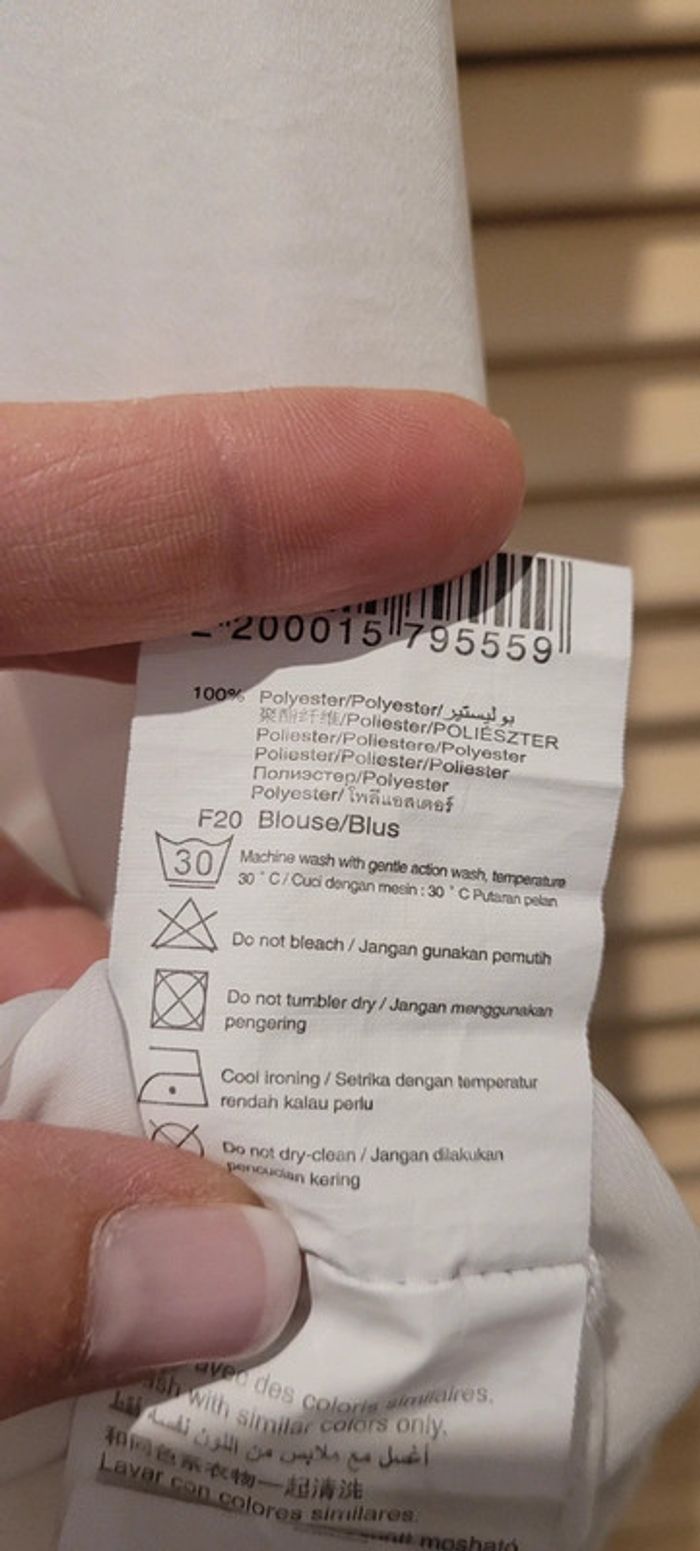 200015 795559
100% Polyester/Polyester/بوليستير
聚酯纤维/Poliester/POLIÉSZTER
Poliester/Poliestere/Polyester
Poliester/Poliester/Poliester
Полиэстер/Polyester
Polyester/โพลีเอสเตอร์
F20 Blouse/Blus
30
Machine wash with gentle action wash, temperature
30 ° C / Cuci dengan mesin : 30 ° C Putaran pelan
Do not bleach / Jangan gunakan pemutih
Do not tumbler dry / Jangan menggunakan
pengering
Cool ironing / Setrika dengan temperatur
rendah kalau perlu
Do not dry-clean / Jangan dilakukan
pencucian kering
avec des coloris similaires.
with similar colors only.
أغسل مع ملابس من اللون نفسه فقط
和同色系衣物一起清洗
Lavar con colores similares.
mosható